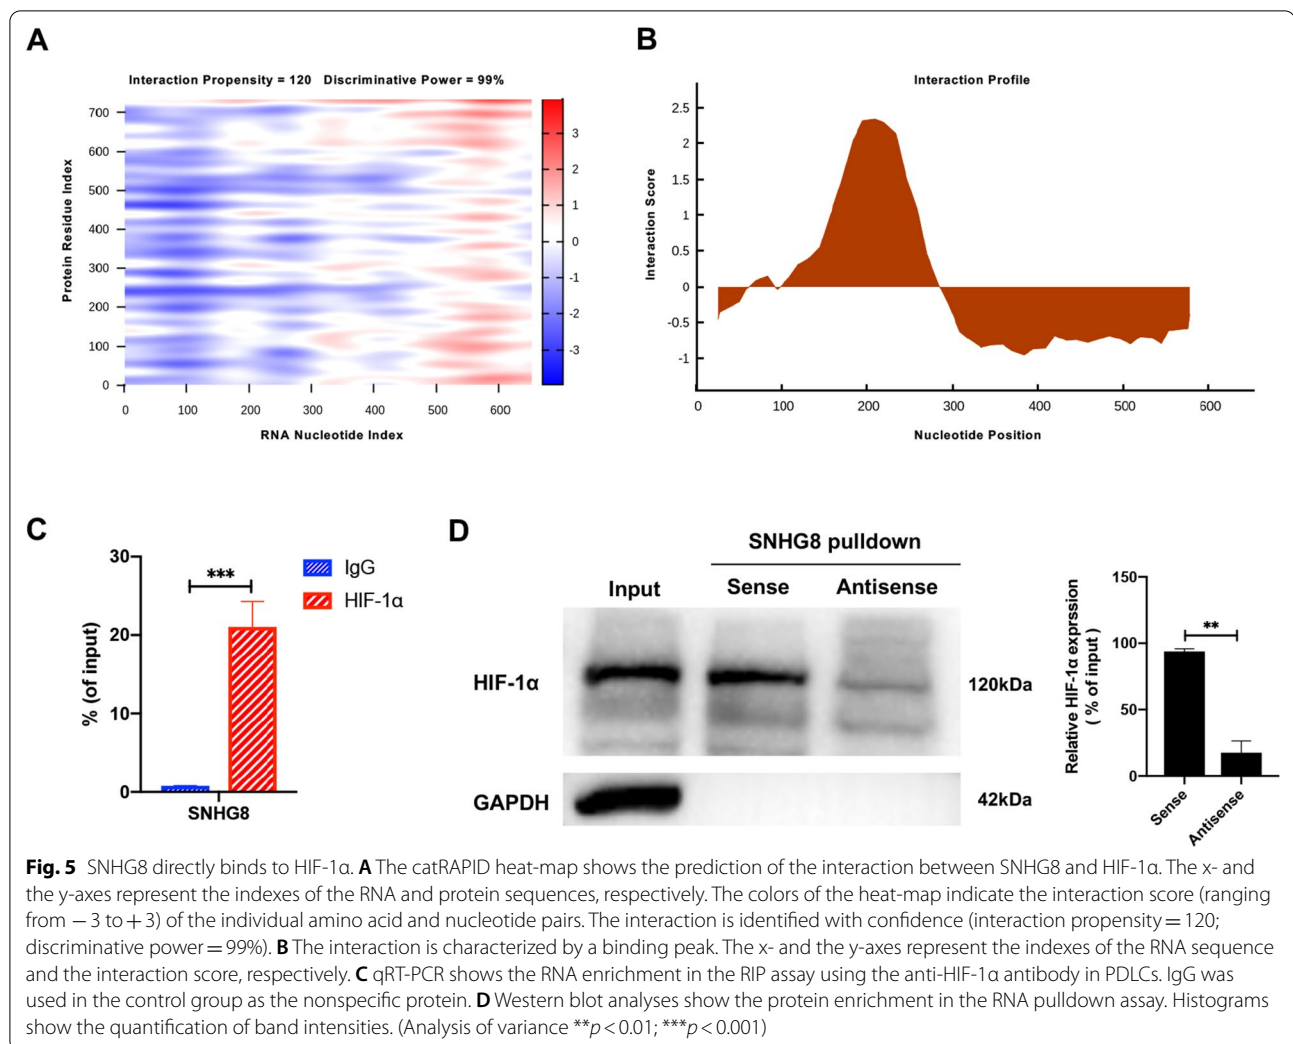 A
Interaction Propensity = 120 Discriminative Power = 99%
Protein Residue Index
700
600
500
400
300
200
100
0
0 100 200 300 400 500 600
RNA Nucleotide Index
3
2
1
0
-1
-2
-3
B
Interaction Profile
Interaction Score
2.5
2
1.5
1
0.5
0
-0.5
-1
0 100 200 300 400 500 600
Nucleotide Position
C
% (of input)
30
20
10
0
***
SNHG8
IgG
HIF-1α
D
SNHG8 pulldown
Input Sense Antisense
HIF-1α 120kDa
GAPDH 42kDa
Relative HIF-1α exprssion
( % of input)
150
100
50
0
**
Sense
Antisense
Fig. 5 SNHG8 directly binds to HIF-1α. A The catRAPID heat-map shows the prediction of the interaction between SNHG8 and HIF-1α. The x- and
the y-axes represent the indexes of the RNA and protein sequences, respectively. The colors of the heat-map indicate the interaction score (ranging
from − 3 to + 3) of the individual amino acid and nucleotide pairs. The interaction is identified with confidence (interaction propensity = 120;
discriminative power = 99%). B The interaction is characterized by a binding peak. The x- and the y-axes represent the indexes of the RNA sequence
and the interaction score, respectively. C qRT-PCR shows the RNA enrichment in the RIP assay using the anti-HIF-1α antibody in PDLCs. IgG was
used in the control group as the nonspecific protein. D Western blot analyses show the protein enrichment in the RNA pulldown assay. Histograms
show the quantification of band intensities. (Analysis of variance **p < 0.01; ***p < 0.001)